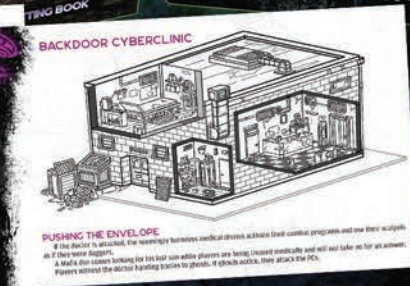 TING BOOK
BACKDOOR CYBERCLINIC
PUSHING THE ENVELOPE
If the doctor is attacked, the seemingly harmless medical drones activate their combat programs and use their scalpels
as if they were daggers.
A Mafia don comes looking for his lost son while players are being treated medically and will not take no for an answer.
Players witness the doctor handing bodies to ghouls. If ghouls notice, they attack the PCs.